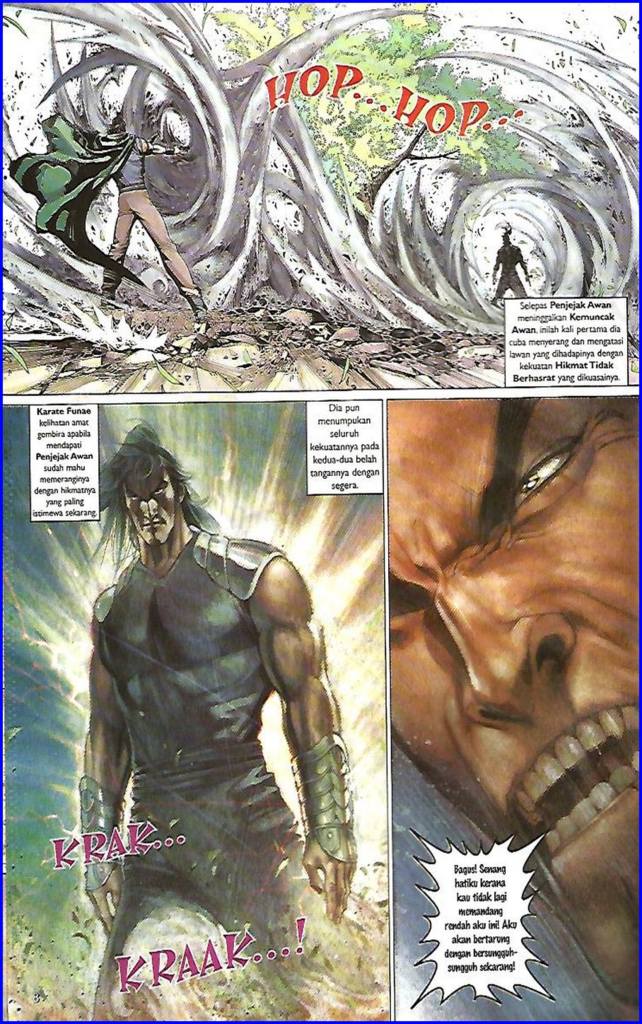 HOP...HOP...
Selepas Penjejak Awan
meninggalkan Kemuncak
Awan, inilah kali pertama dia
cuba menyerang dan mengatasi
lawan yang dihadapinya dengan
kekuatan Hikmat Tidak
Berhasrat yang dikuasainya.
Karate Funae
kelihatan amat
gembira apabila
mendapati
Penjejak Awan
sudah mahu
memeranginya
dengan hikmatnya
yang paling
istimewa sekarang.
Dia pun
menumpukan
seluruh
kekuatannya pada
kedua-dua belah
tangannya dengan
segera.
KRAK...
KRAAK...!
Bagus! Senang
hatiku kerana
kau tidak lagi
memandang
rendah aku ini! Aku
akan bertarung
dengan bersungguh-
sungguh sekarang!
8